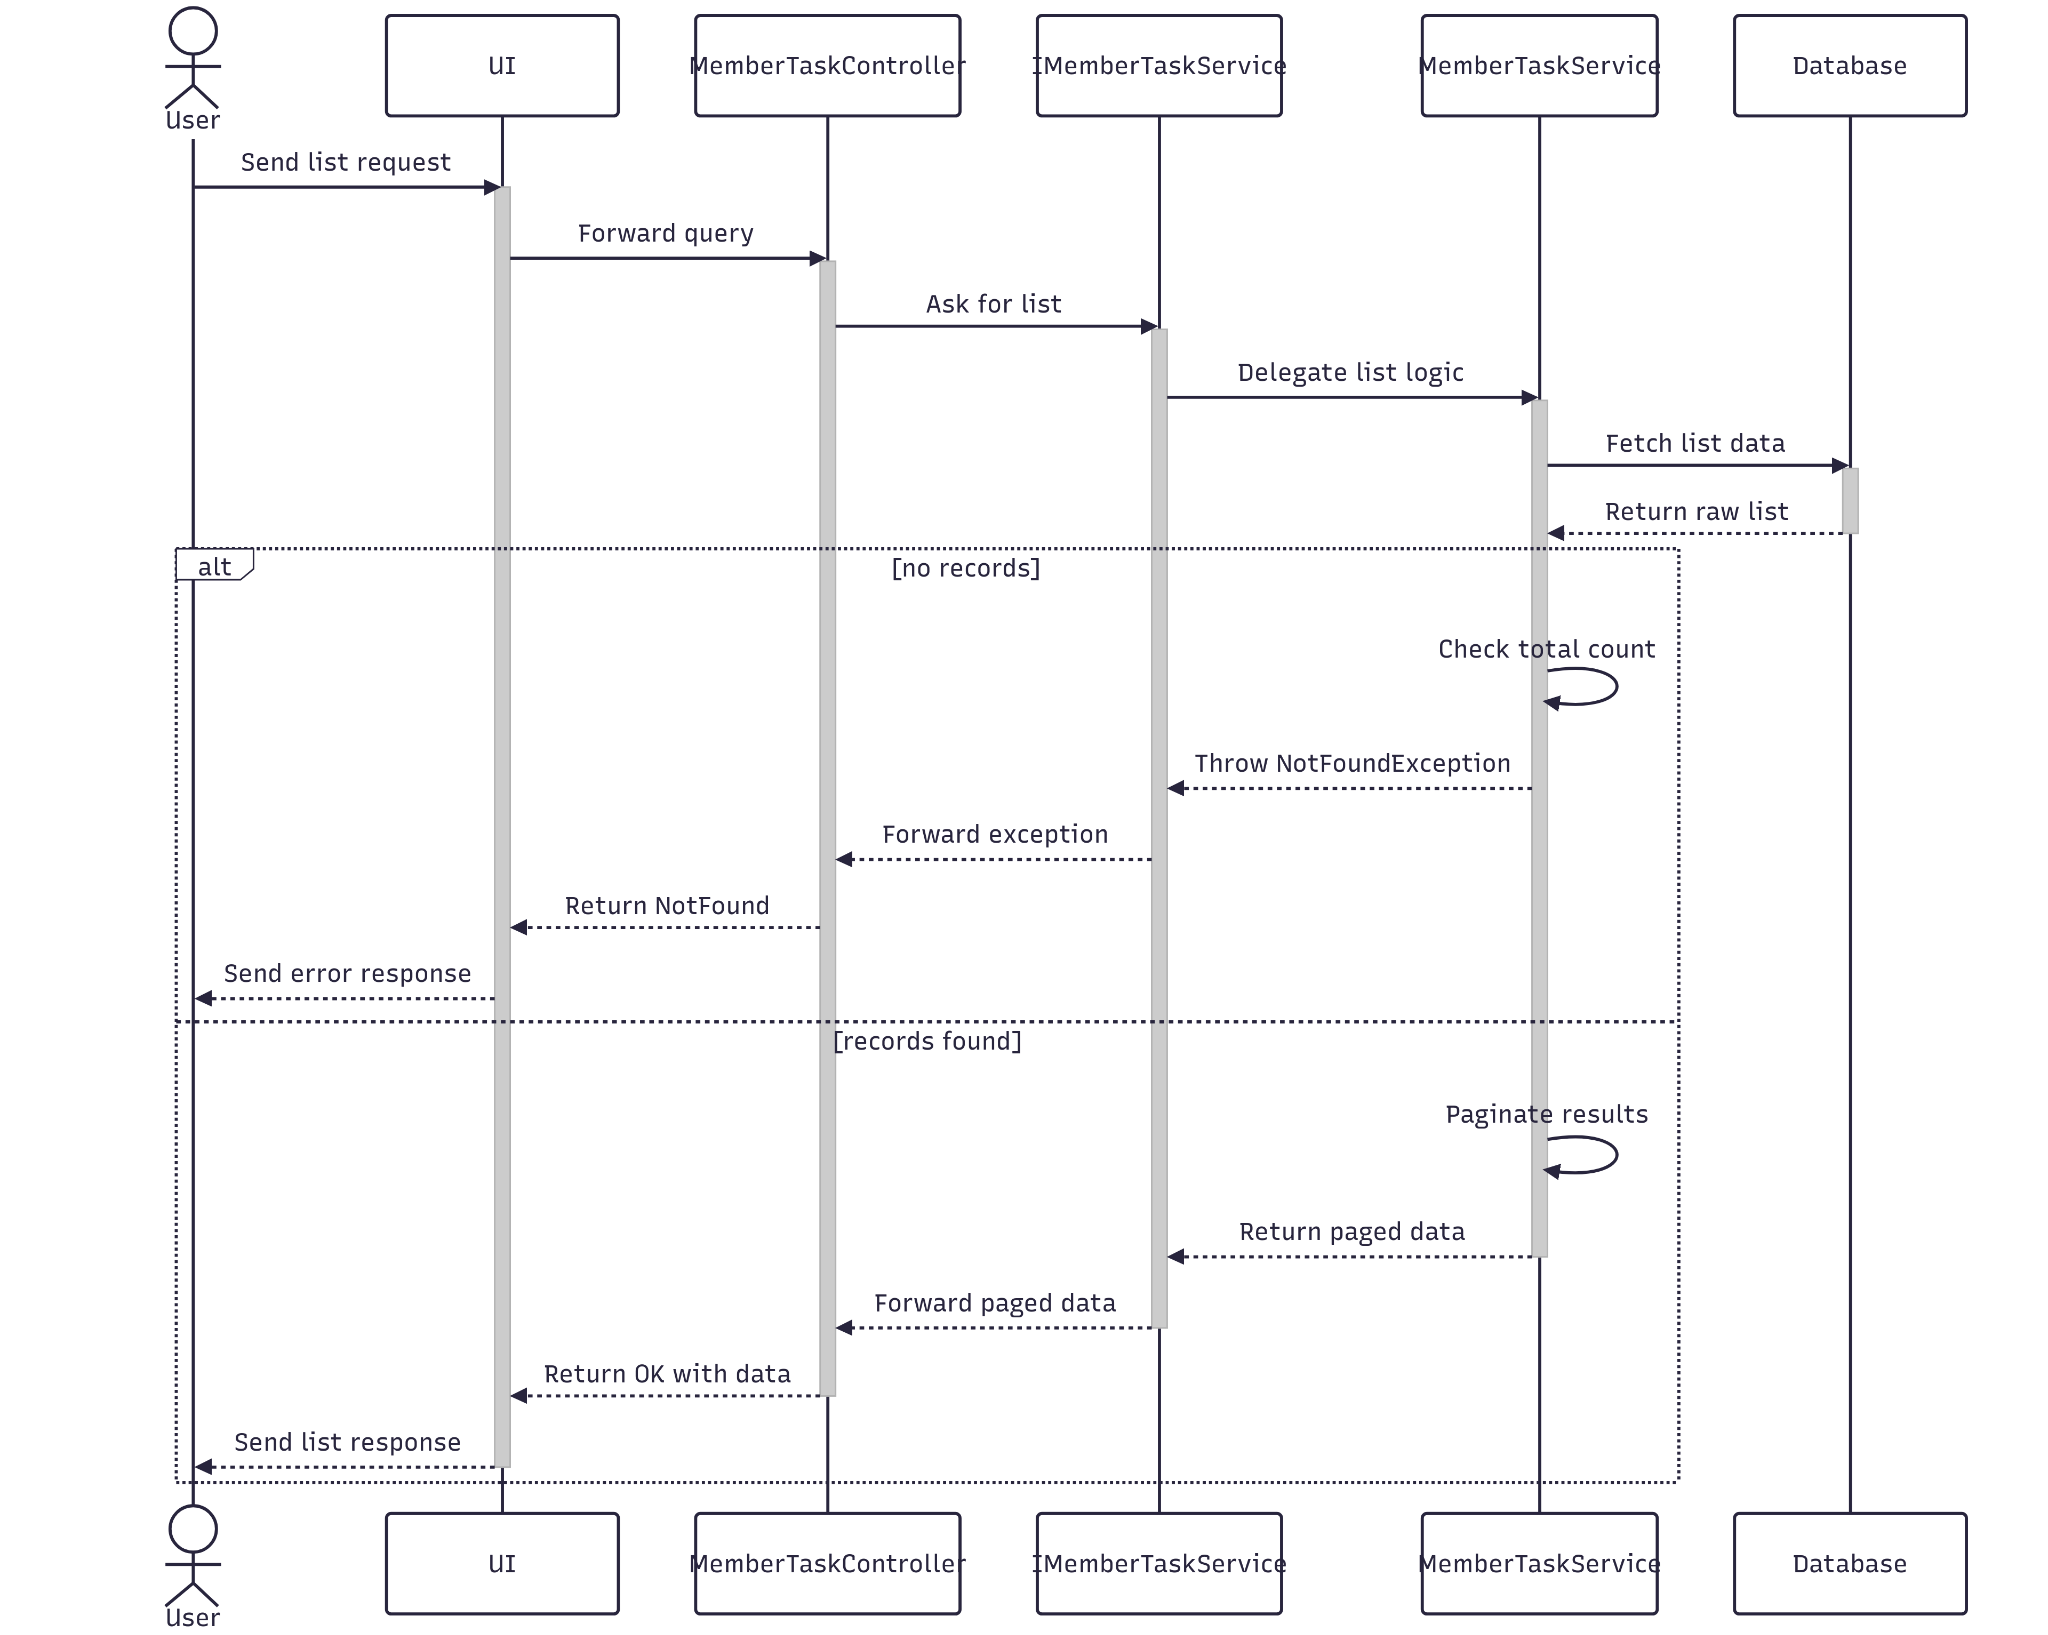 User
UI
MemberTaskController
IMemberTaskService
MemberTaskService
Database
Send list request
Forward query
Ask for list
Delegate list logic
Fetch list data
Return raw list
alt
[no records]
Check total count
Throw NotFoundException
Forward exception
Return NotFound
Send error response
[records found]
Paginate results
Return paged data
Forward paged data
Return OK with data
Send list response
User
UI
MemberTaskController
IMemberTaskService
MemberTaskService
Database